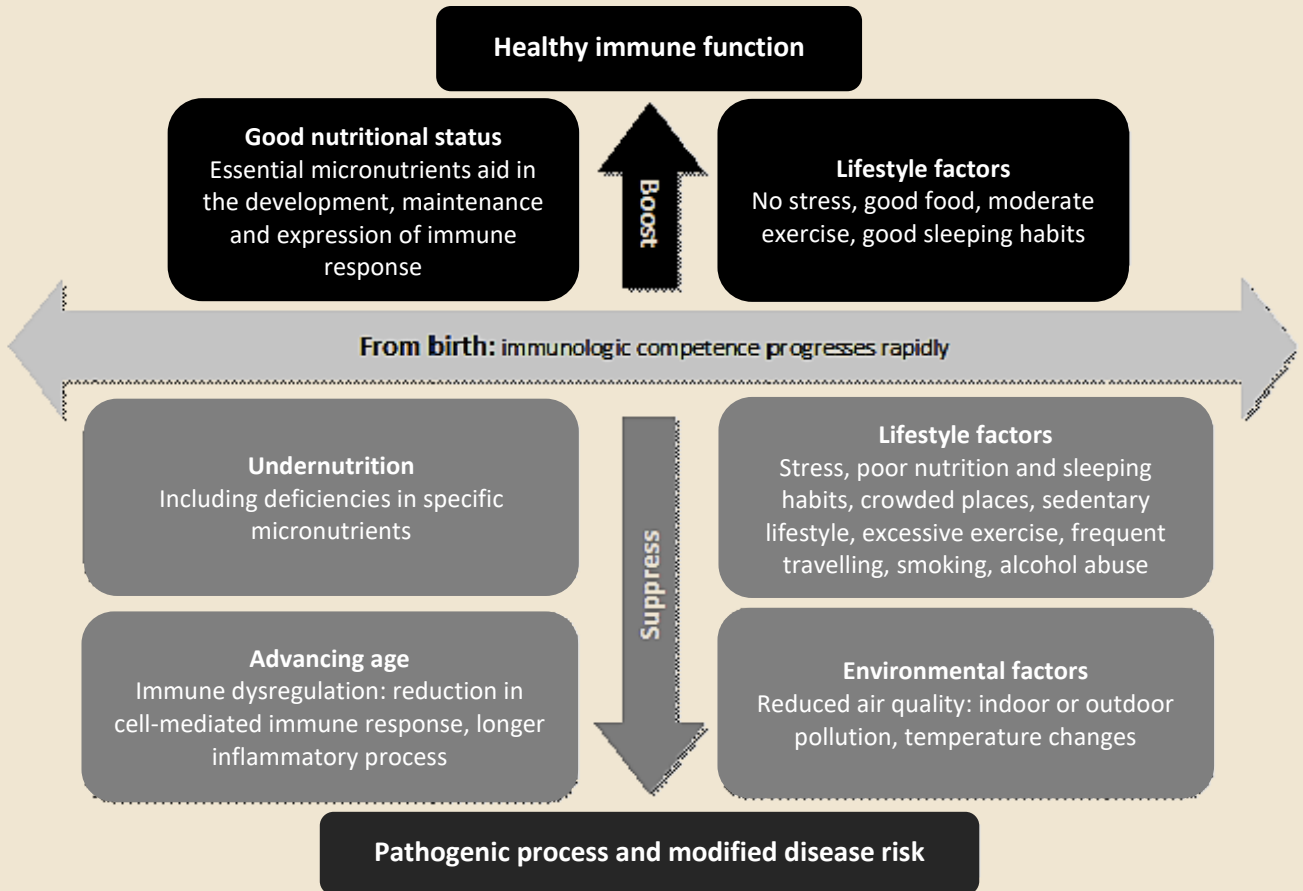 Healthy immune function
Good nutritional status
Essential micronutrients aid in
the development, maintenance
and expression of immune
response
Boost
Lifestyle factors
No stress, good food, moderate
exercise, good sleeping habits
From birth: immunologic competence progresses rapidly
Undernutrition
Including deficiencies in specific
micronutrients
Suppress
Lifestyle factors
Stress, poor nutrition and sleeping
habits, crowded places, sedentary
lifestyle, excessive exercise, frequent
travelling, smoking, alcohol abuse
Advancing age
Immune dysregulation: reduction in
cell-mediated immune response, longer
inflammatory process
Environmental factors
Reduced air quality: indoor or outdoor
pollution, temperature changes
Pathogenic process and modified disease risk